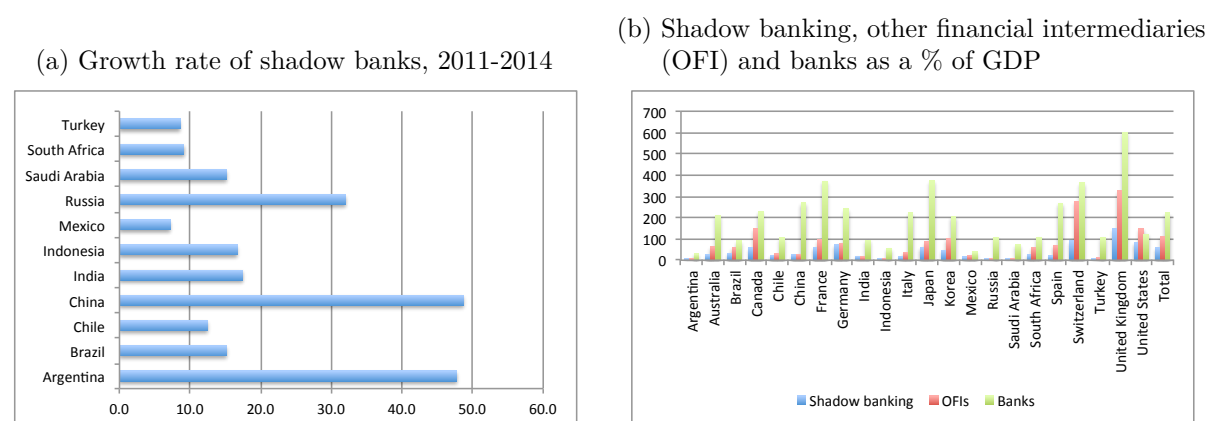 (a) Growth rate of shadow banks, 2011-2014
Turkey
South Africa
Saudi Arabia
Russia
Mexico
Indonesia
India
China
Chile
Brazil
Argentina
0.0 10.0 20.0 30.0 40.0 50.0 60.0
(b) Shadow banking, other financial intermediaries
(OFI) and banks as a % of GDP
700
600
500
400
300
200
100
0
Argentina
Australia
Brazil
Canada
Chile
China
France
Germany
India
Indonesia
Italy
Japan
Korea
Mexico
Russia
Saudi Arabia
South Africa
Spain
Switzerland
Turkey
United Kingdom
United States
Total
Shadow banking OFIs Banks